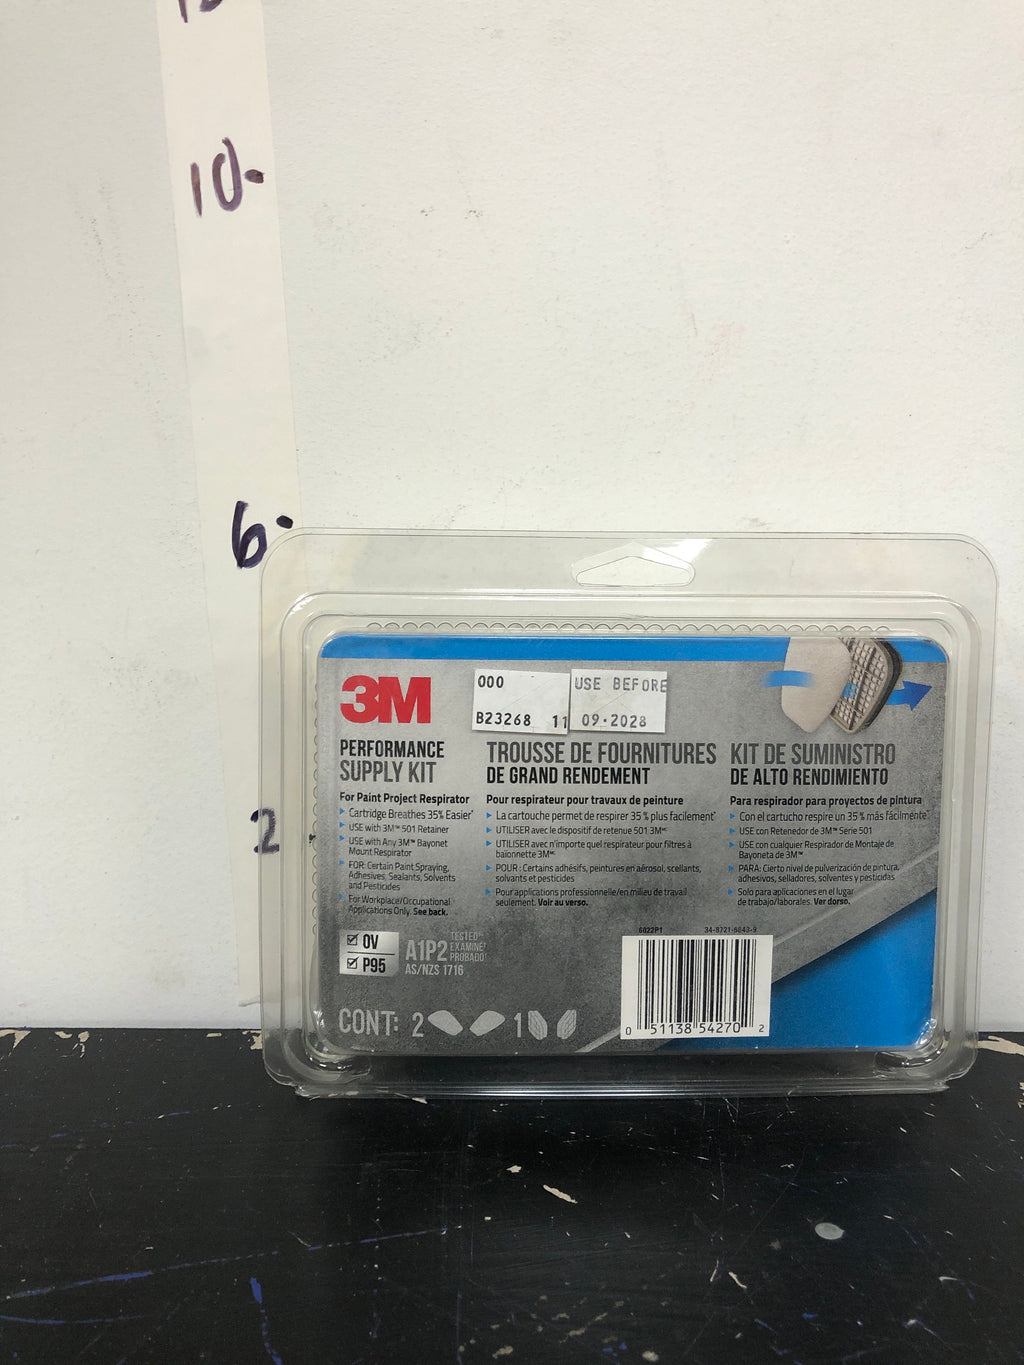 10-
6-
2-
3M
000
B23268 11
USE BEFORE
09·2028
PERFORMANCE
SUPPLY KIT
For Paint Project Respirator
Cartridge Breathes 35% Easier*
USE with 3M™ 501 Retainer
USE with Any 3M™ Bayonet
Mount Respirator
FOR: Certain Paint Spraying,
Adhesives, Sealants, Solvents
and Pesticides
For Workplace/Occupational
Applications Only. See back.
TROUSSE DE FOURNITURES
DE GRAND RENDEMENT
Pour respirateur pour travaux de peinture
La cartouche permet de respirer 35 % plus facilement*
UTILISER avec le dispositif de retenue 501 3Mᴹᶜ
UTILISER avec n'importe quel respirateur pour filtres à
baïonnette 3Mᴹᶜ
POUR : Certains adhésifs, peintures en aérosol, scellants,
solvants et pesticides
Pour applications professionnelle/en milieu de travail
seulement. Voir au verso.
KIT DE SUMINISTRO
DE ALTO RENDIMIENTO
Para respirador para proyectos de pintura
Con el cartucho respire un 35 % más fácilmente*
USE con Retenedor de 3M™ Serie 501
USE con cualquier Respirador de Montaje de
Bayoneta de 3M™
PARA: Cierto nivel de pulverización de pintura,
adhesivos, selladores, solventes y pesticidas
Solo para aplicaciones en el lugar
de trabajo/laborales. Ver dorso.
OV
P95
A1P2
TESTED†
EXAMINÉ†
PROBADO†
AS/NZS 1716
CONT: 2 1
6022P1 34-8721-6643-9
0 51138 54270 2